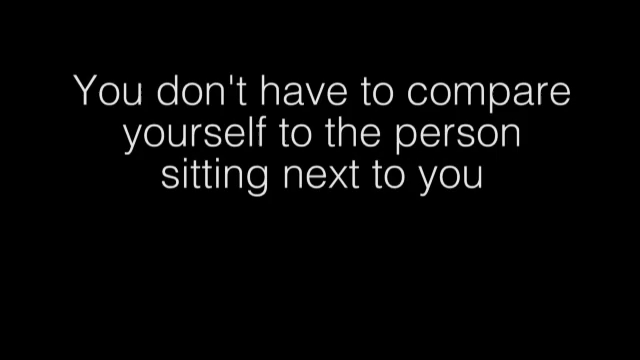 You don't have to compare
yourself to the person
sitting next to you